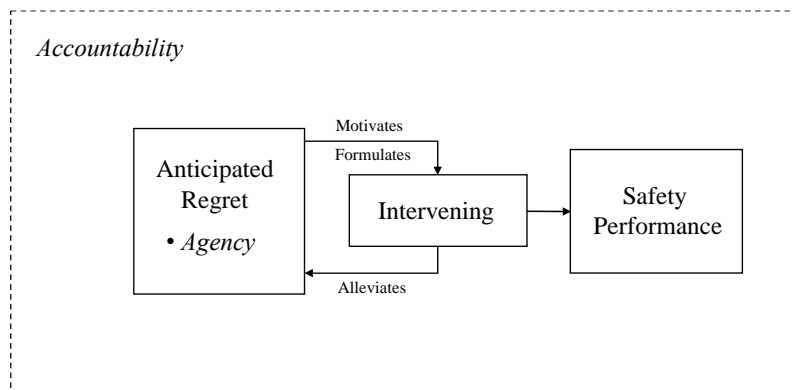 Accountability
Motivates
Formulates
Anticipated
Regret
• Agency
Intervening
Safety
Performance
Alleviates